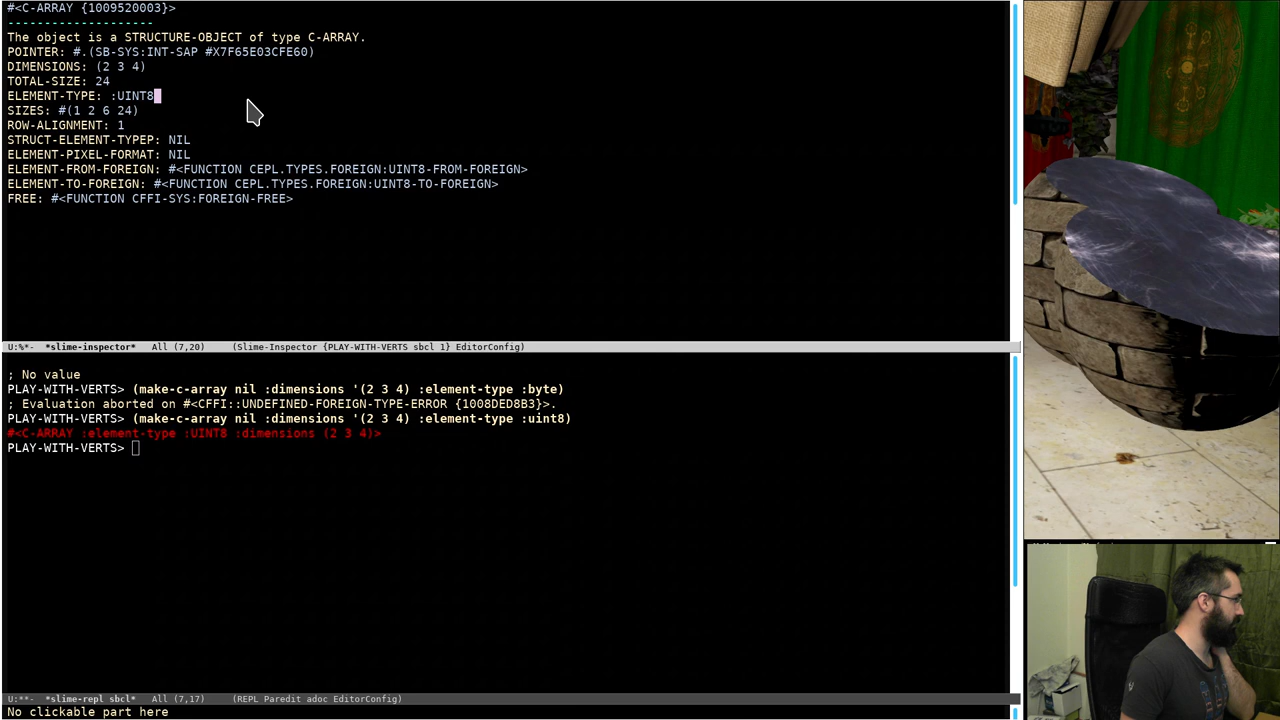 #<C-ARRAY {1009520003}>
--------------------
The object is a STRUCTURE-OBJECT of type C-ARRAY.
POINTER: #.(SB-SYS:INT-SAP #X7F65E03CFE60)
DIMENSIONS: (2 3 4)
TOTAL-SIZE: 24
ELEMENT-TYPE: :UINT8
SIZES: #(1 2 6 24)
ROW-ALIGNMENT: 1
STRUCT-ELEMENT-TYPEP: NIL
ELEMENT-PIXEL-FORMAT: NIL
ELEMENT-FROM-FOREIGN: #<FUNCTION CEPL.TYPES.FOREIGN:UINT8-FROM-FOREIGN>
ELEMENT-TO-FOREIGN: #<FUNCTION CEPL.TYPES.FOREIGN:UINT8-TO-FOREIGN>
FREE: #<FUNCTION CFFI-SYS:FOREIGN-FREE>
U:%*-  *slime-inspector*   All (7,20)     (Slime-Inspector {PLAY-WITH-VERTS sbcl 1} EditorConfig)
; No value
PLAY-WITH-VERTS> (make-c-array nil :dimensions '(2 3 4) :element-type :byte)
; Evaluation aborted on #<CFFI::UNDEFINED-FOREIGN-TYPE-ERROR {1008DED8B3}>.
PLAY-WITH-VERTS> (make-c-array nil :dimensions '(2 3 4) :element-type :uint8)
#<C-ARRAY :element-type :UINT8 :dimensions (2 3 4)>
PLAY-WITH-VERTS>
U:**-  *slime-repl sbcl*   All (7,17)     (REPL Paredit adoc EditorConfig)
No clickable part here